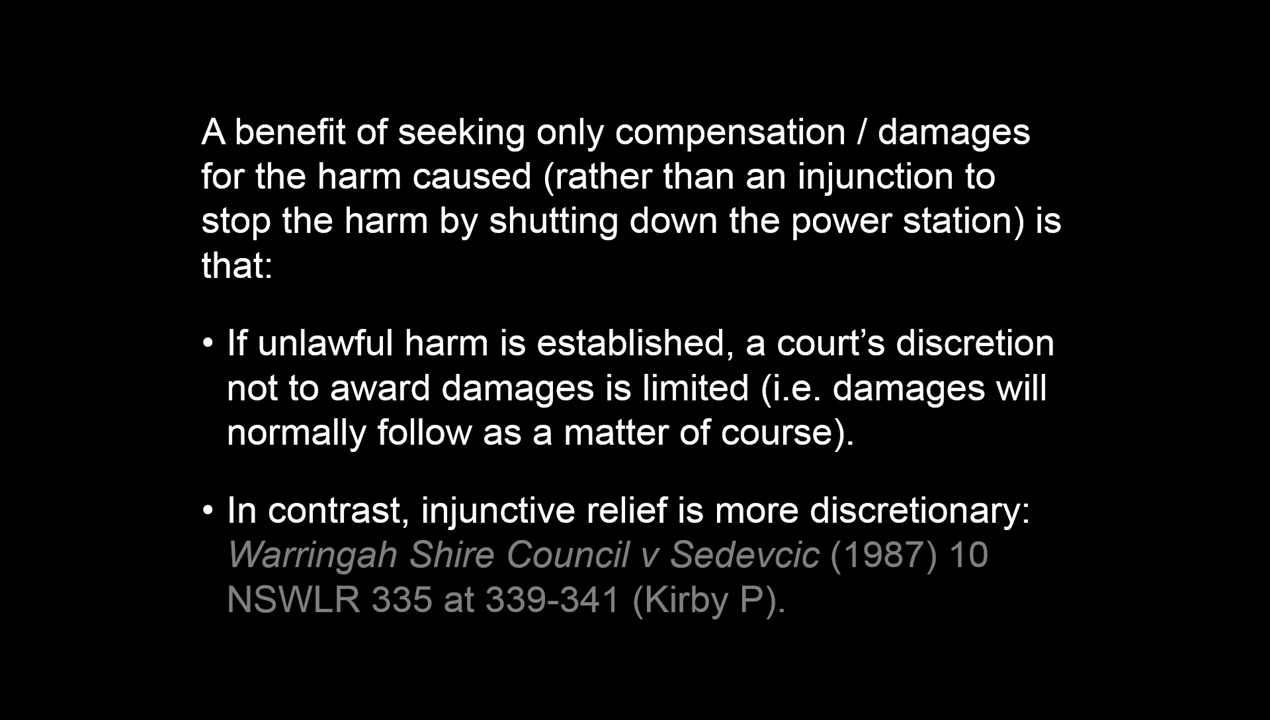 A benefit of seeking only compensation / damages
for the harm caused (rather than an injunction to
stop the harm by shutting down the power station) is
that:
• If unlawful harm is established, a court’s discretion
not to award damages is limited (i.e. damages will
normally follow as a matter of course).
• In contrast, injunctive relief is more discretionary:
Warringah Shire Council v Sedevcic (1987) 10
NSWLR 335 at 339-341 (Kirby P).